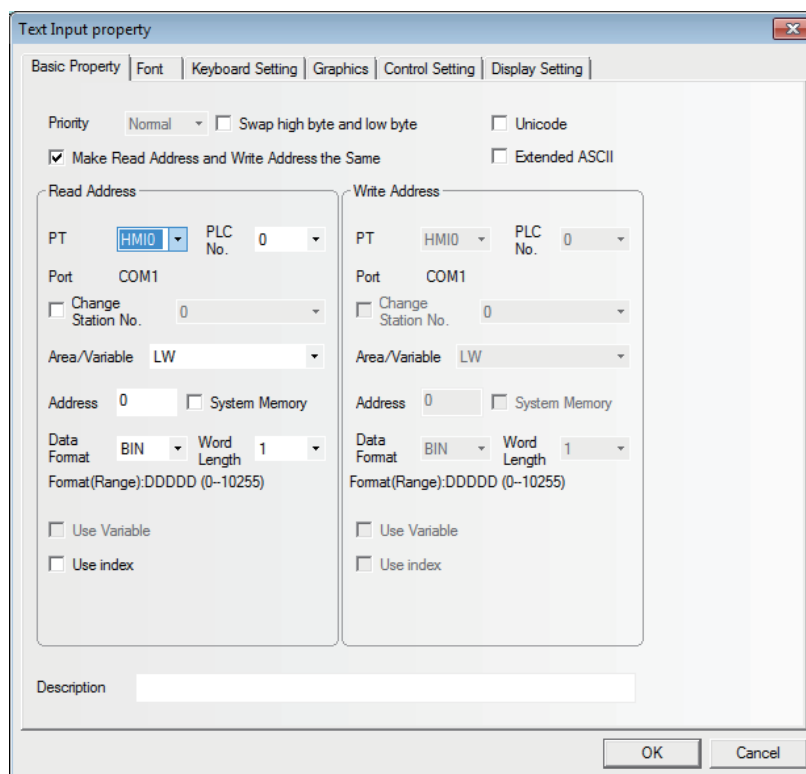 Text Input property
Basic Property Font Keyboard Setting Graphics Control Setting Display Setting
Priority Normal Swap high byte and low byte Unicode
Make Read Address and Write Address the Same Extended ASCII
Read Address Write Address
PT HMI0 PLC No. 0 PT HMI0 PLC No. 0
Port COM1 Port COM1
Change Station No. 0 Change Station No. 0
Area/Variable LW Area/Variable LW
Address 0 System Memory Address 0 System Memory
Data Format BIN Word Length 1 Data Format BIN Word Length 1
Format(Range):DDDDD (0--10255) Format(Range):DDDDD (0--10255)
Use Variable Use Variable
Use index Use index
Description
OK Cancel